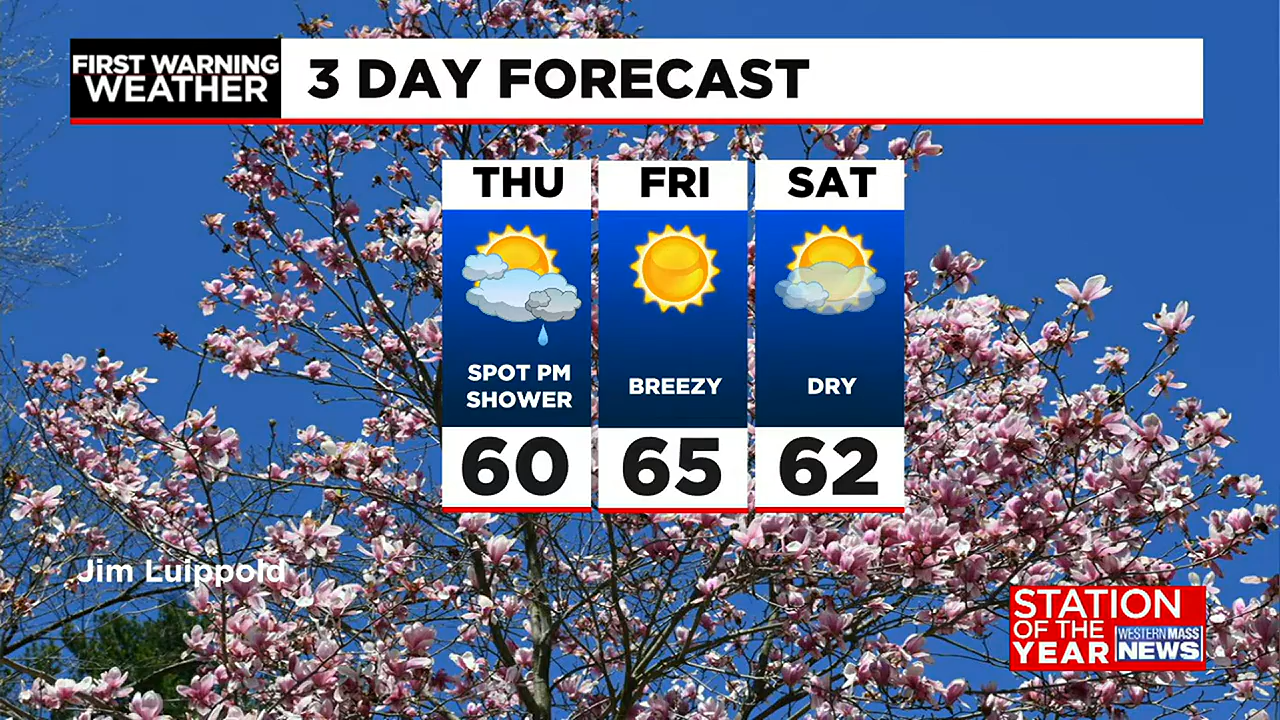 FIRST WARNING
WEATHER
3 DAY FORECAST
THU
FRI
SAT
SPOT PM
SHOWER
BREEZY
DRY
60
65
62
Jim Luippold
STATION
OF THE
YEAR
WESTERN MASS
NEWS